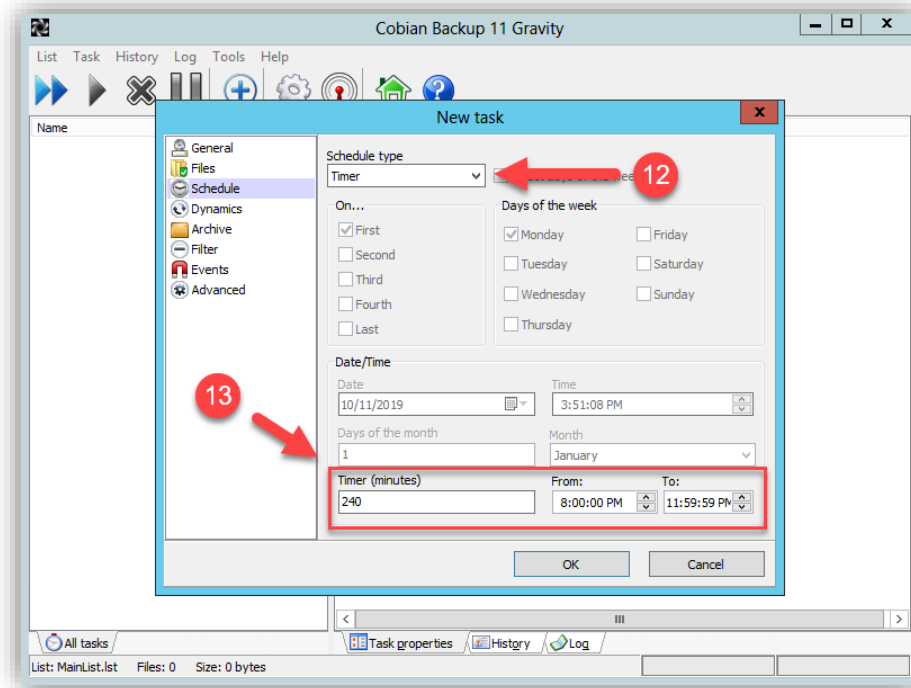 Cobian Backup 11 Gravity
List Task History Log Tools Help
Name
New task
General
Files
Schedule
Dynamics
Archive
Filter
Events
Advanced
Schedule type
Timer
12
On...
First
Second
Third
Fourth
Last
Days of the week
Monday
Friday
Tuesday
Saturday
Wednesday
Sunday
Thursday
Date/Time
Date
Time
10/11/2019
3:51:08 PM
13
Days of the month
Month
1
January
Timer (minutes)
From:
To:
240
8:00:00 PM
11:59:59 PM
OK
Cancel
All tasks
Task properties
History
Log
List: MainList.lst Files: 0 Size: 0 bytes